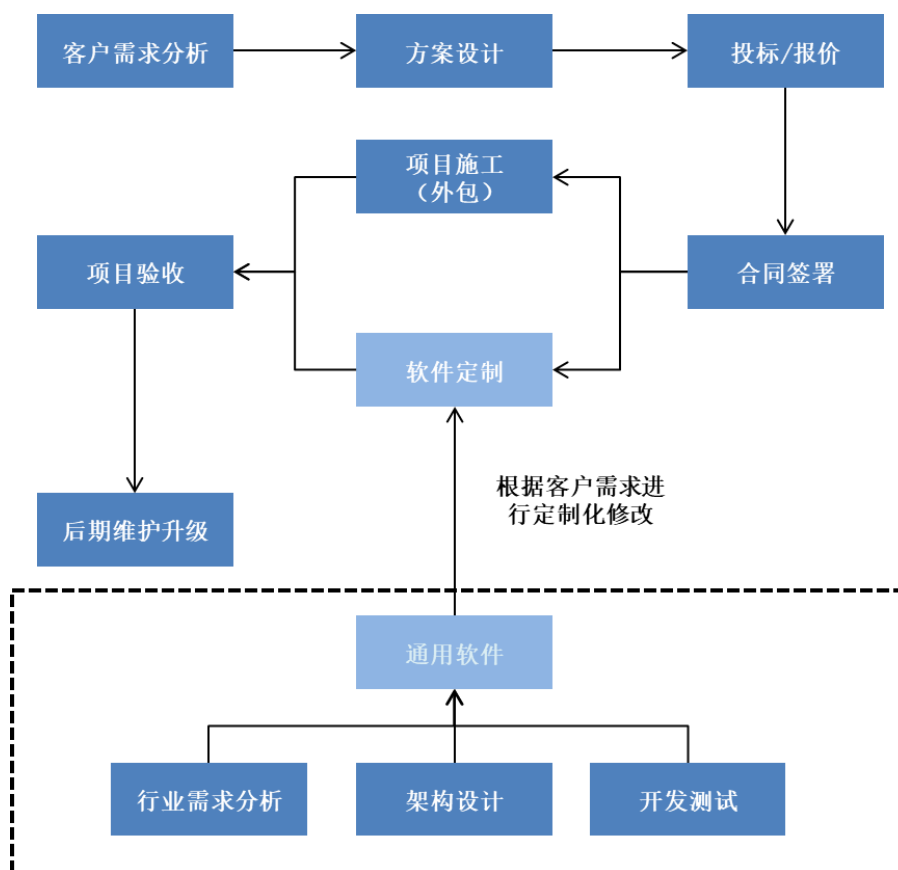 客户需求分析
方案设计
投标/报价
项目施工
（外包）
项目验收
合同签署
软件定制
根据客户需求进
行定制化修改
后期维护升级
通用软件
行业需求分析
架构设计
开发测试